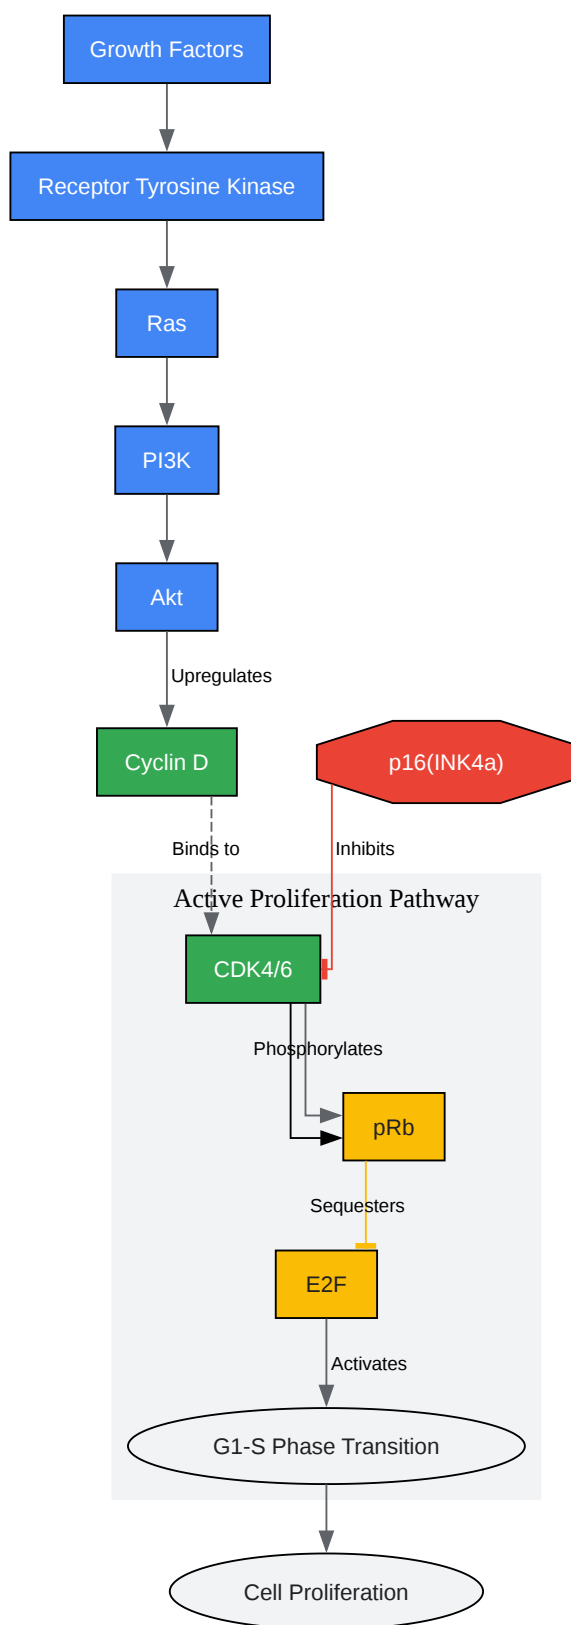 Growth Factors
Receptor Tyrosine Kinase
Ras
PI3K
Akt
Upregulates
Cyclin D
p16(INK4a)
Binds to
Inhibits
Active Proliferation Pathway
CDK4/6
Phosphorylates
pRb
Sequesters
E2F
Activates
G1-S Phase Transition
Cell Proliferation